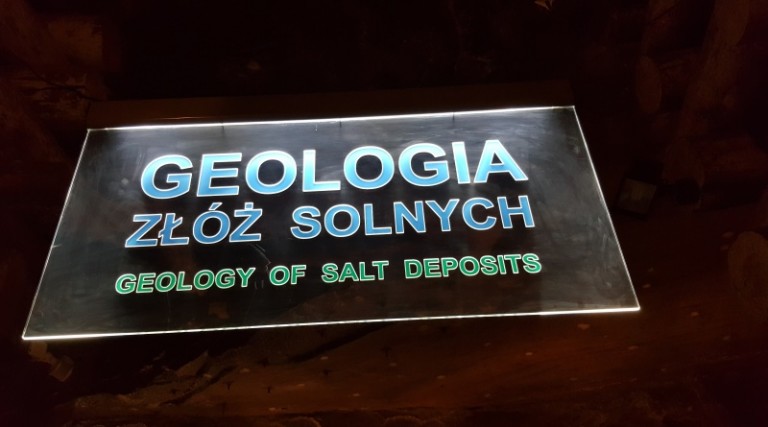 GEOLOGIA
ZŁÓŻ SOLNYCH
GEOLOGY OF SALT DEPOSITS